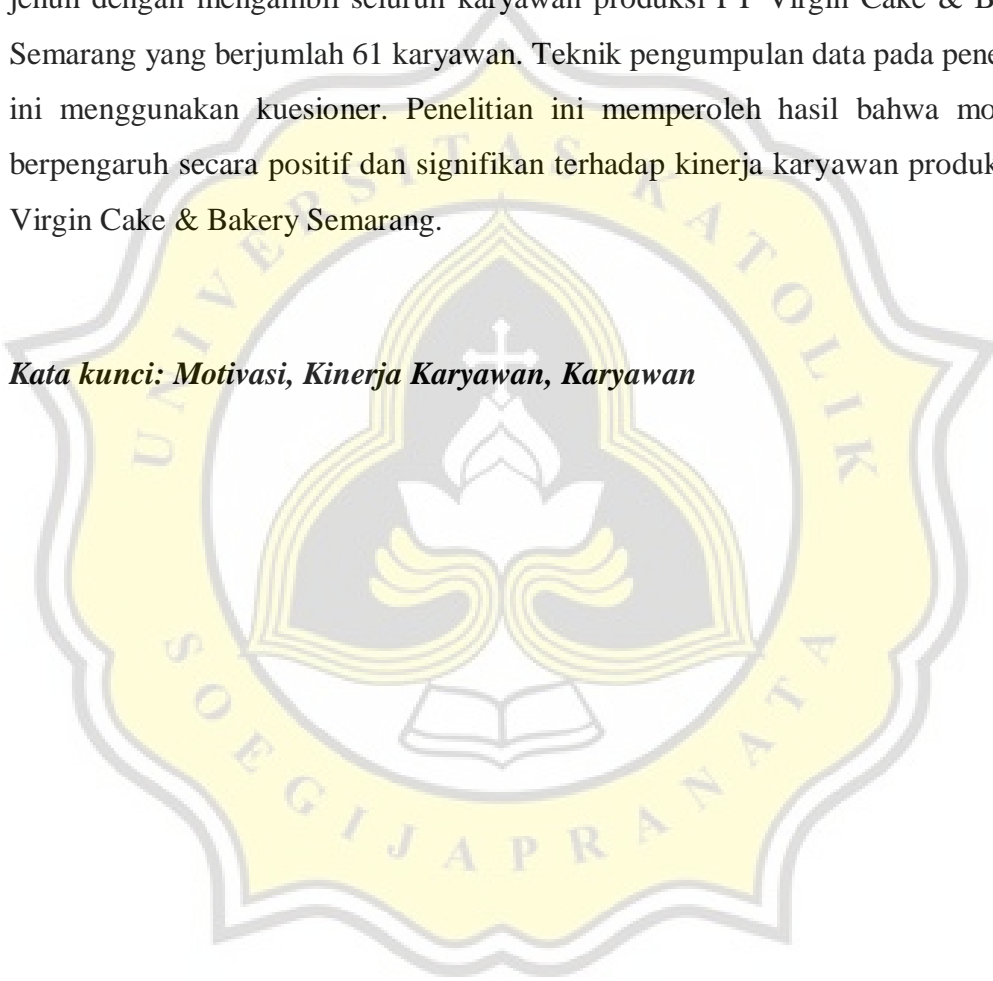 jenuh dengan mengambil seluruh karyawan produksi PT Virgin Cake & B
Semarang yang berjumlah 61 karyawan. Teknik pengumpulan data pada pene
ini menggunakan kuesioner. Penelitian ini memperoleh hasil bahwa mo
berpengaruh secara positif dan signifikan terhadap kinerja karyawan produk
Virgin Cake & Bakery Semarang.
Kata kunci: Motivasi, Kinerja Karyawan, Karyawan
UNIVERSITAS KATOLIK
SOEGIJAPRANATA